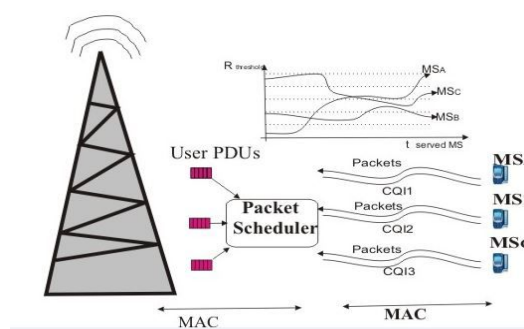 R threshold
MSA
MSC
MSB
t served MS
User PDUs
Packets
MS
CQI1
Packet
Scheduler
Packets
MS
CQI2
Packets
CQI3
MAC
MAC